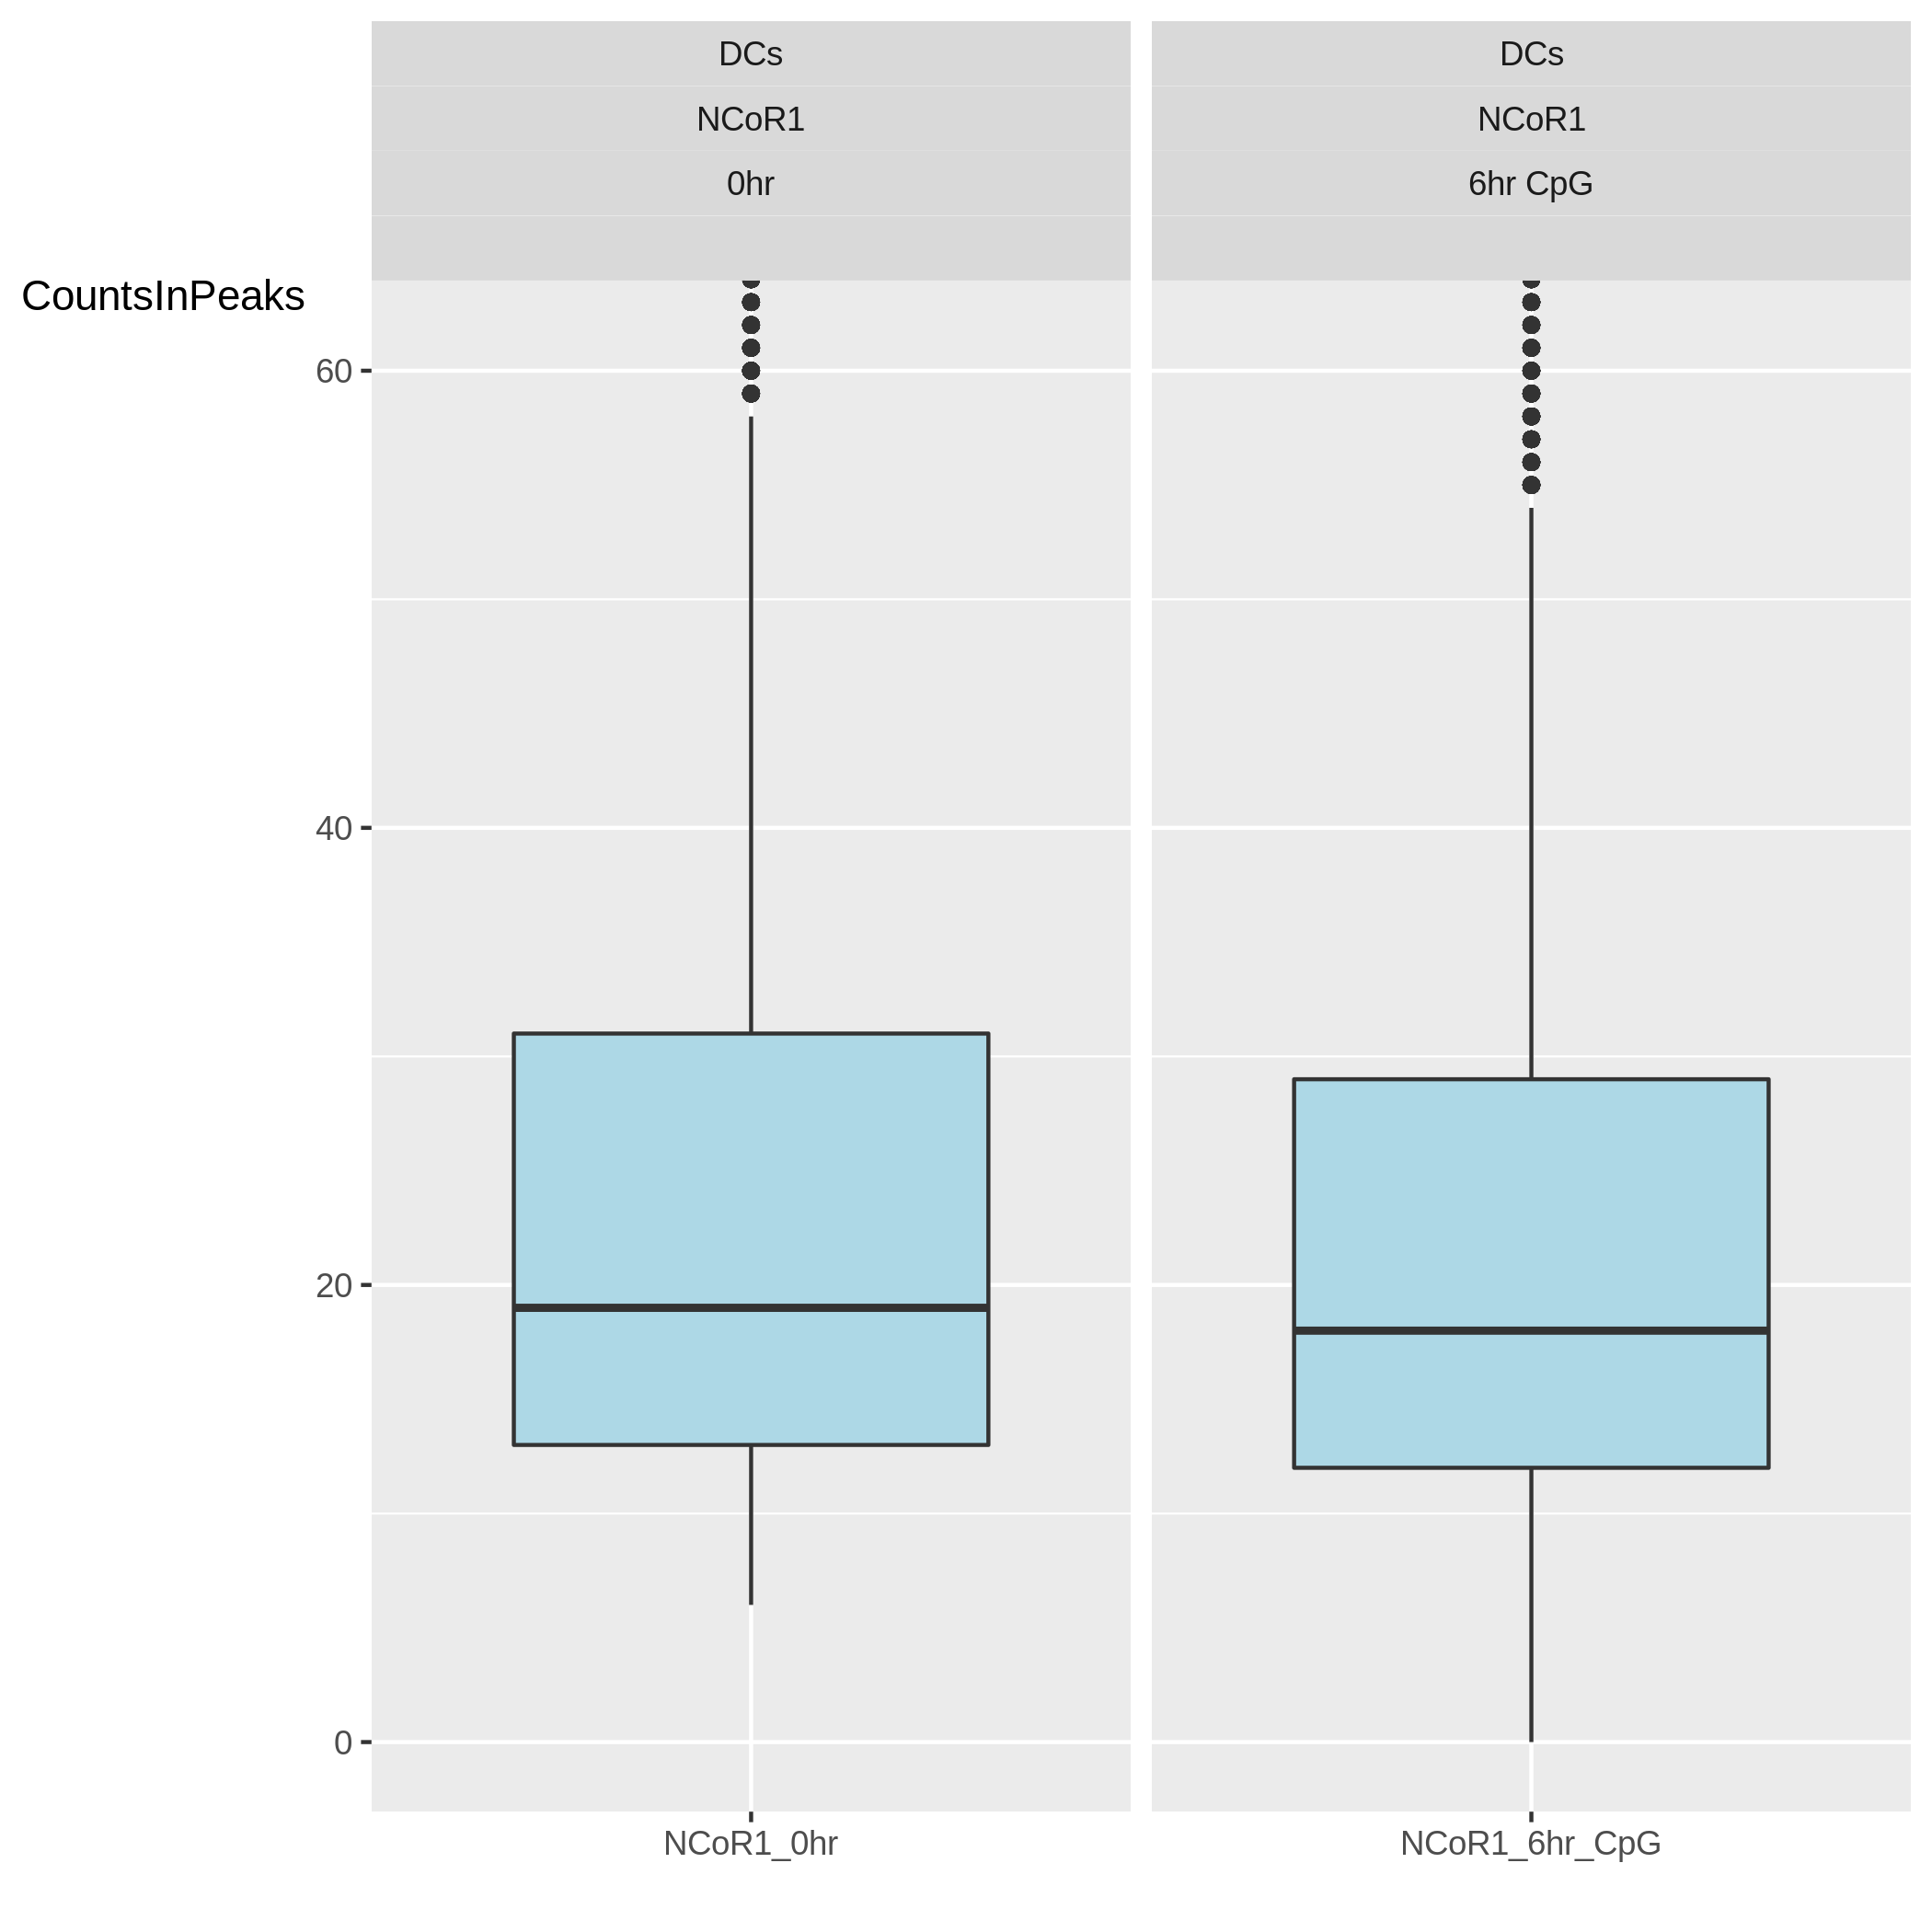 DCs
NCoR1
0hr
DCs
NCoR1
6hr CpG
CountsInPeaks
60
40
20
0
NCoR1_0hr
NCoR1_6hr_CpG